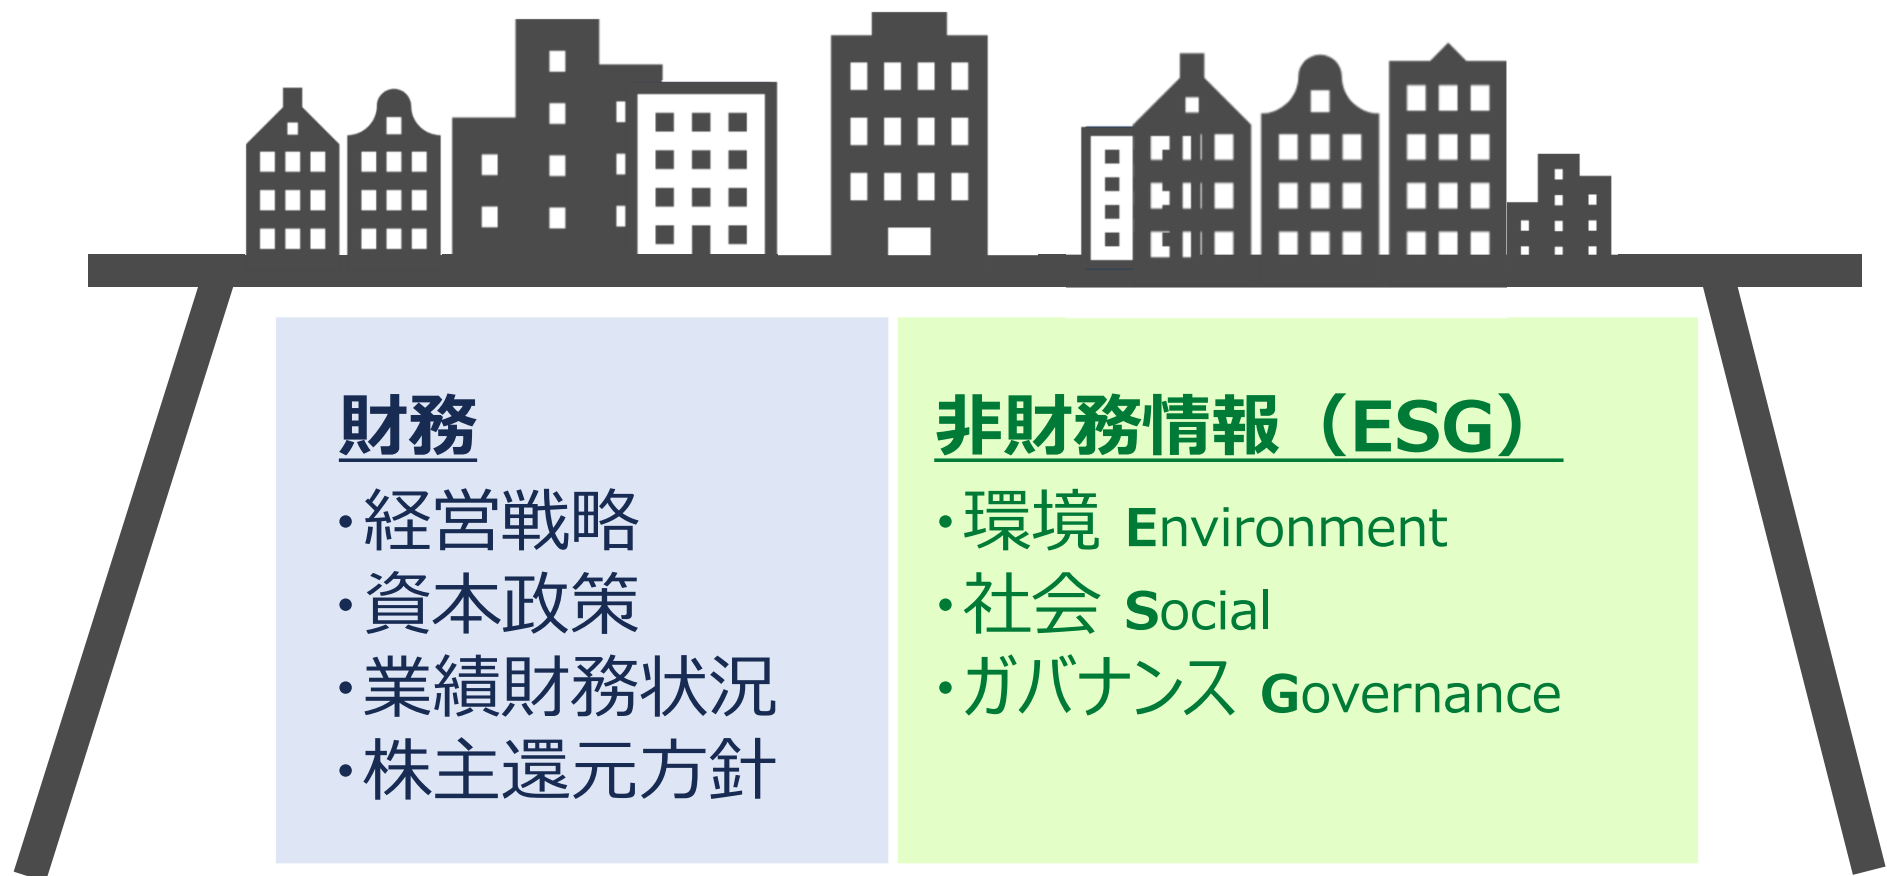 財務
・経営戦略
・資本政策
・業績財務状況
・株主還元方針
非財務情報（ESG）
・環境 Environment
・社会 Social
・ガバナンス Governance